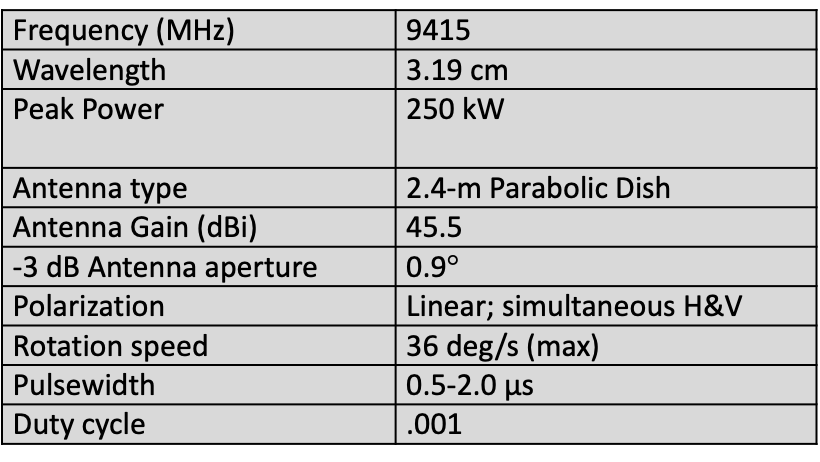 Frequency (MHz) 9415
Wavelength 3.19 cm
Peak Power 250 kW
Antenna type 2.4-m Parabolic Dish
Antenna Gain (dBi) 45.5
-3 dB Antenna aperture 0.9°
Polarization Linear; simultaneous H&V
Rotation speed 36 deg/s (max)
Pulsewidth 0.5-2.0 μs
Duty cycle .001